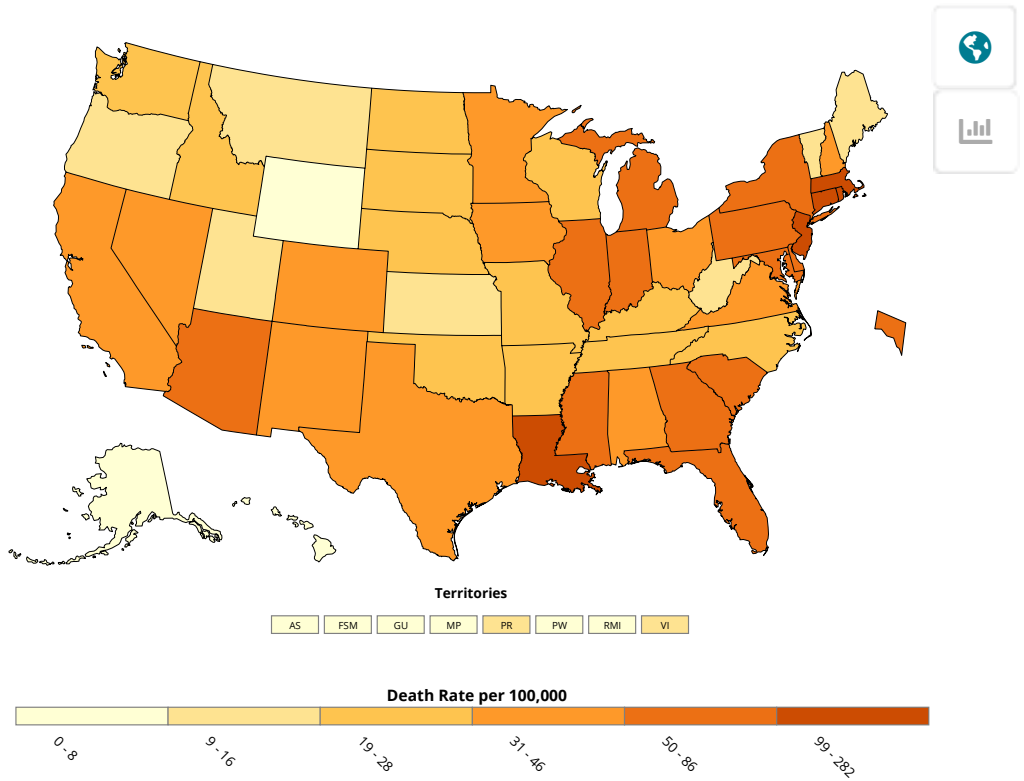 Territories
AS FSM GU MP PR PW RMI VI
Death Rate per 100,000
0 - 8 9 - 16 19 - 28 31 - 46 50 - 86 99 - 282